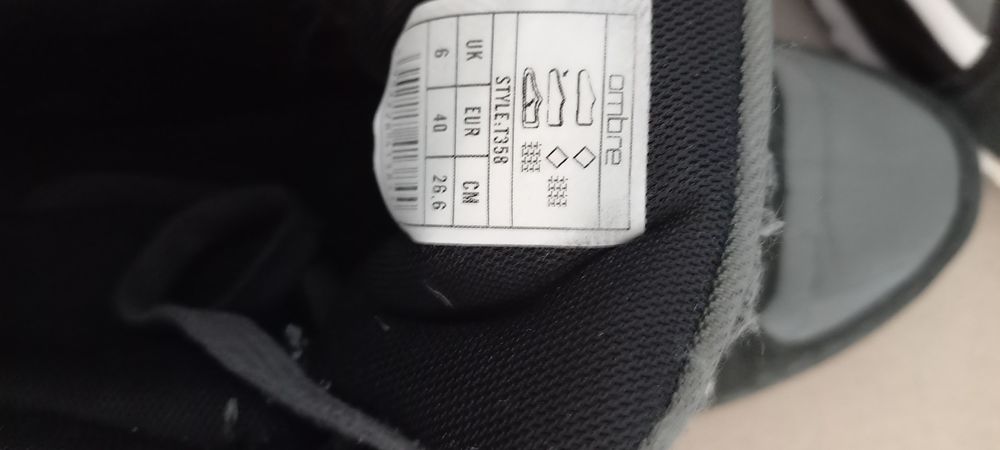 ombre
STYLE:T358
UK EUR CM
6 40 26.6